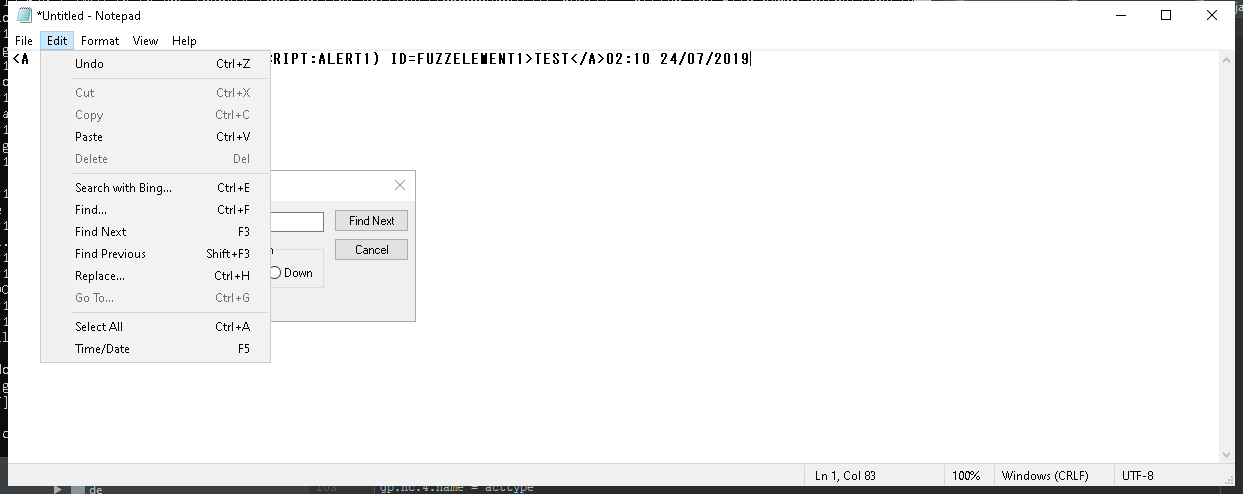 *Untitled - Notepad
File Edit Format View Help
<A RIPT:ALERT1) ID=FUZZELEMENT1>TEST</A>02:10 24/07/2019
Undo Ctrl+Z
Cut Ctrl+X
Copy Ctrl+C
Paste Ctrl+V
Delete Del
Search with Bing... Ctrl+E
Find... Ctrl+F
Find Next F3
Find Previous Shift+F3
Replace... Ctrl+H
Go To... Ctrl+G
Select All Ctrl+A
Time/Date F5
Find Next
Cancel
Down
Ln 1, Col 83 100% Windows (CRLF) UTF-8
de
gp.nc.4.name = acttype